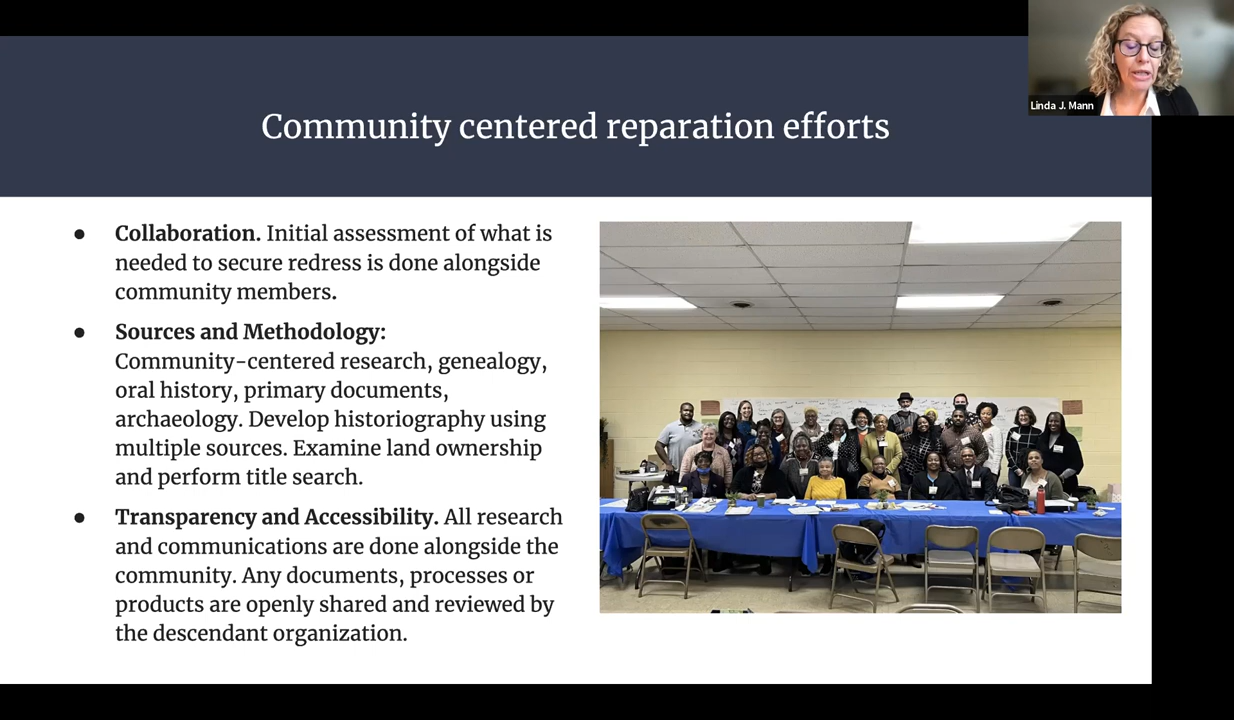 Linda J. Mann
Community centered reparation efforts
● Collaboration. Initial assessment of what is
needed to secure redress is done alongside
community members.
● Sources and Methodology:
Community-centered research, genealogy,
oral history, primary documents,
archaeology. Develop historiography using
multiple sources. Examine land ownership
and perform title search.
● Transparency and Accessibility. All research
and communications are done alongside the
community. Any documents, processes or
products are openly shared and reviewed by
the descendant organization.